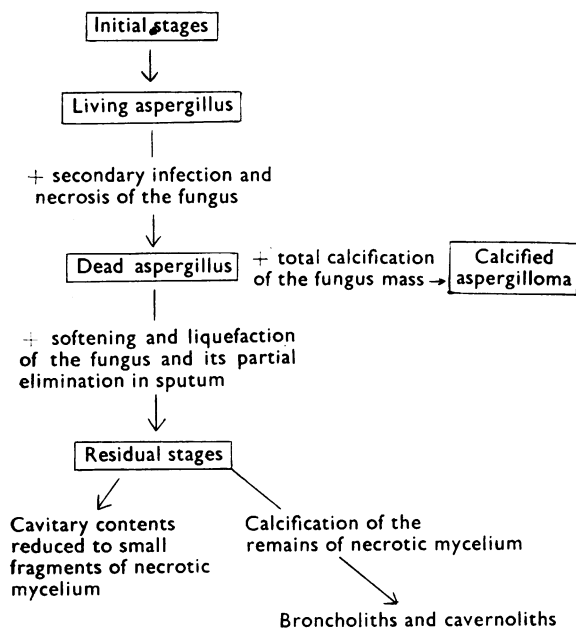 Initial stages
Living aspergillus
+ secondary infection and
necrosis of the fungus
Dead aspergillus
+ total calcification
of the fungus mass
Calcified
aspergilloma
+ softening and liquefaction
of the fungus and its partial
elimination in sputum
Residual stages
Cavitary contents
reduced to small
fragments of necrotic
mycelium
Calcification of the
remains of necrotic mycelium
Broncholiths and cavernoliths